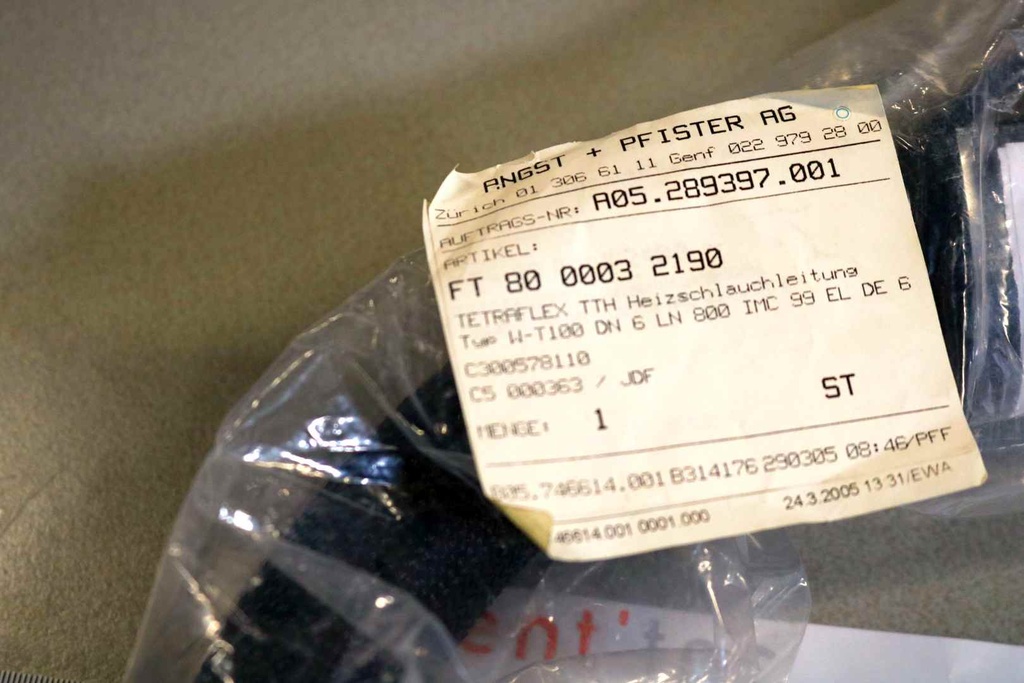 ANGST + PFISTER AG
Zürich 01 306 61 11 Genf 022 979 28 00
AUFTRAGS-NR: A05.289397.001
ARTIKEL:
FT 80 0003 2190
TETRAFLEX TTH Heizschlauchleitung
Typ W-T100 DN 6 LN 800 IMC 99 EL DE 6
C300578110
C5 000363 / JDF
MENGE: 1 ST
005.746614.001 B314176 290305 08:46/PFF
46614.001 0001.000 24.3.2005 13 31/EWA
ent'